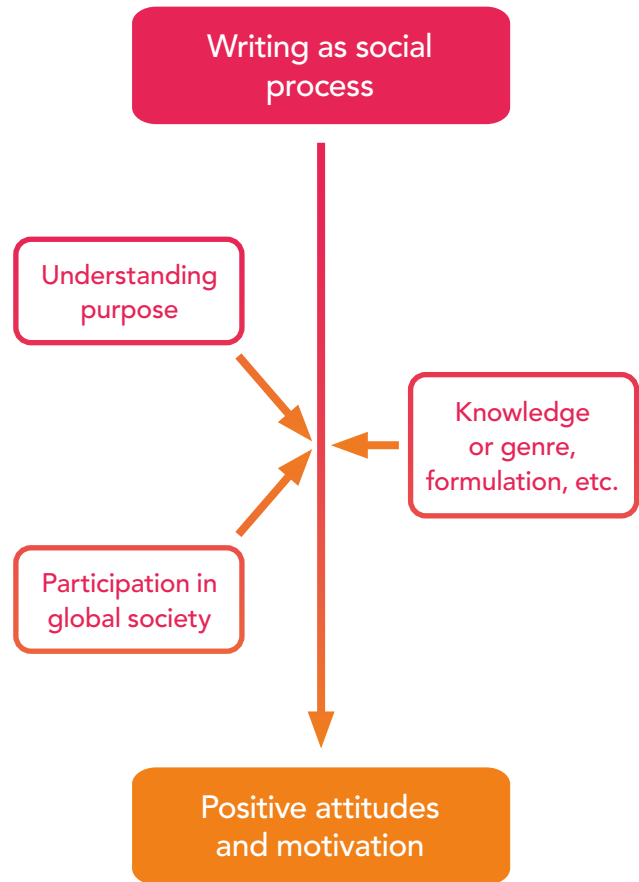 Writing as social
process
Understanding
purpose
Knowledge
or genre,
formulation, etc.
Participation in
global society
Positive attitudes
and motivation